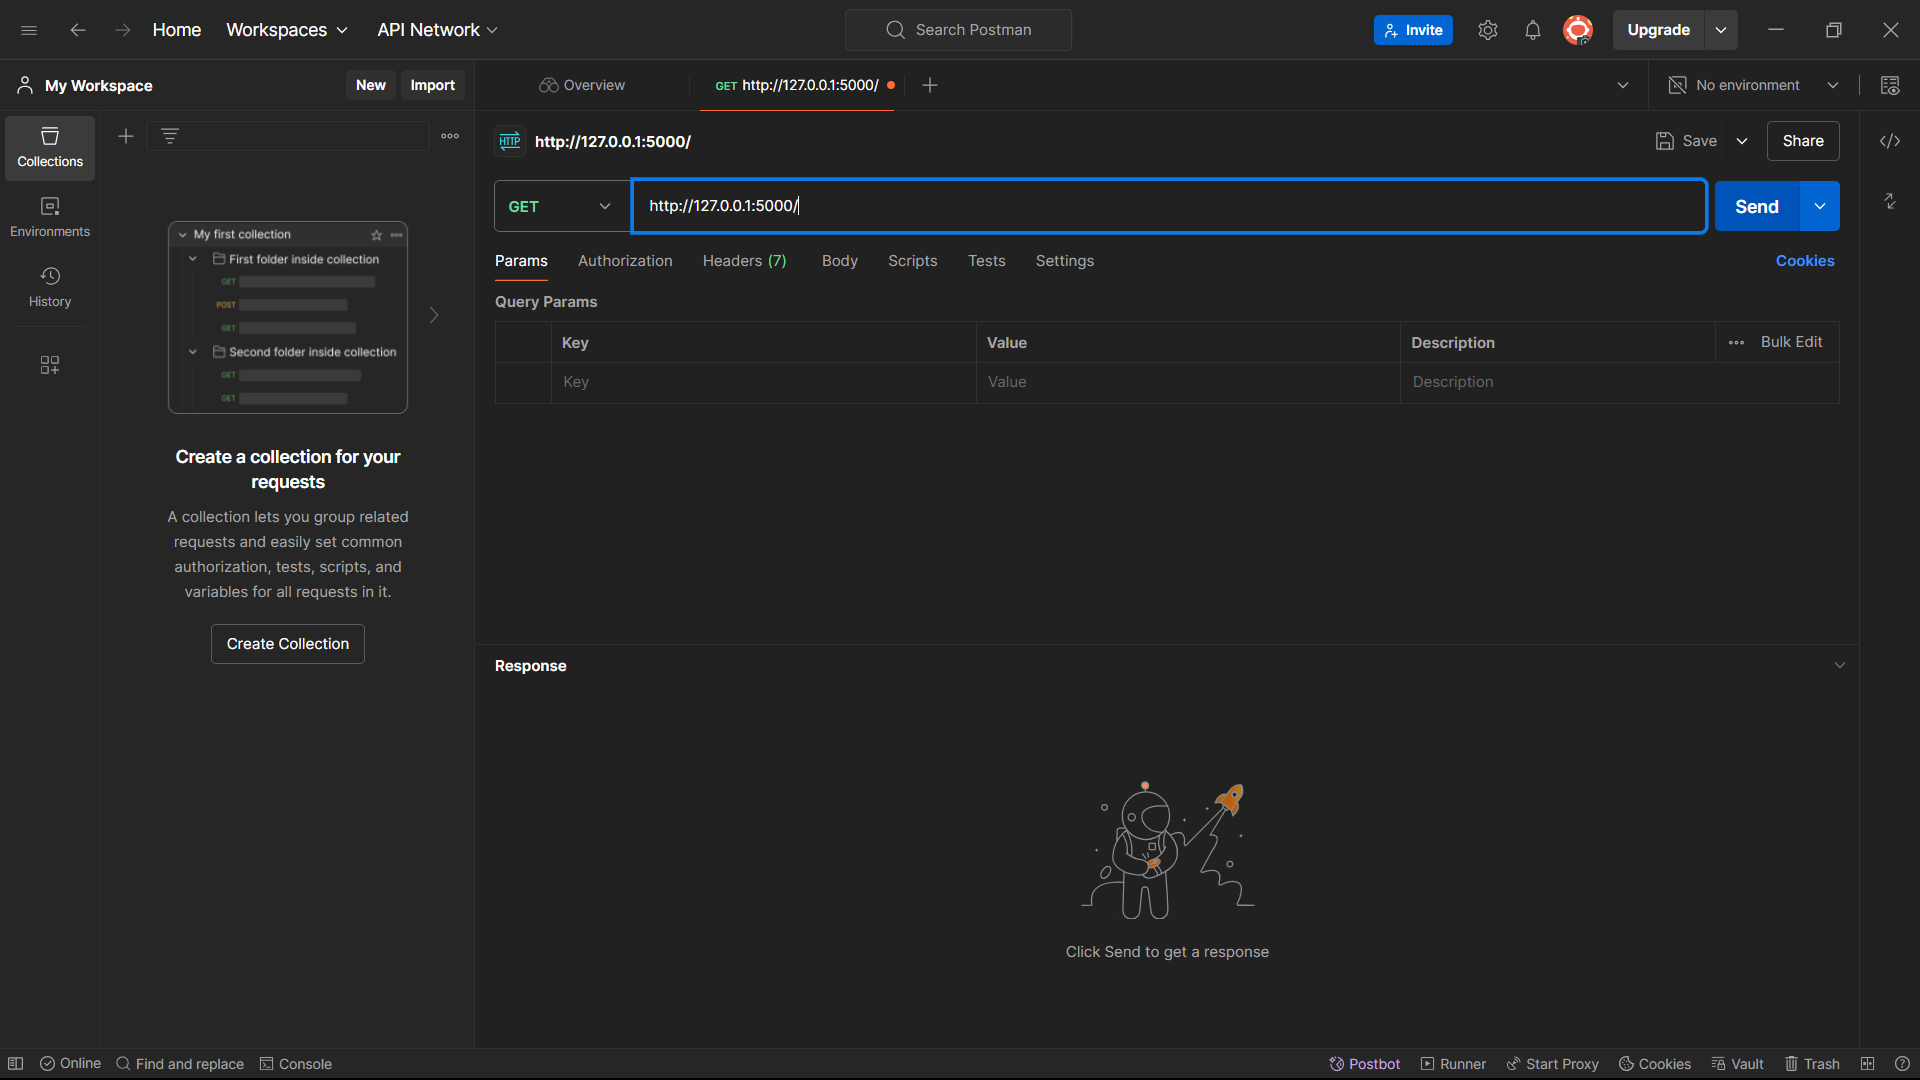 Home Workspaces API Network Search Postman Invite Upgrade
My Workspace New Import Overview GET http://127.0.0.1:5000/ No environment
Collections
Environments
History
My first collection
First folder inside collection
GET
POST
GET
Second folder inside collection
GET
GET
Create a collection for your
requests
A collection lets you group related
requests and easily set common
authorization, tests, scripts, and
variables for all requests in it.
Create Collection
HTTP http://127.0.0.1:5000/ Save Share
GET http://127.0.0.1:5000/ Send
Params Authorization Headers (7) Body Scripts Tests Settings Cookies
Query Params
Key Value Description Bulk Edit
Key Value Description
Response
Click Send to get a response
Online Find and replace Console Postbot Runner Start Proxy Cookies Vault Trash